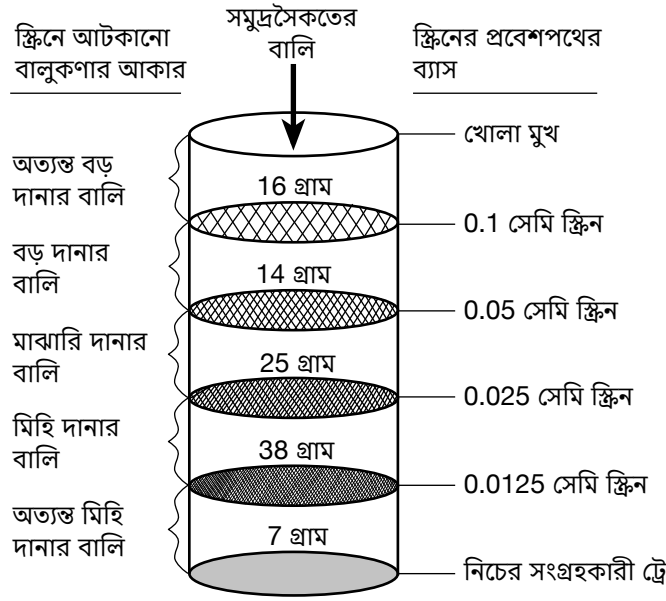 স্ক্রিনে আটকানো
বালুকণার আকার
সমুদ্রসৈকতের
বালি
স্ক্রিনের প্রবেশপথের
ব্যাস
খোলা মুখ
অত্যন্ত বড়
দানার বালি
16 গ্রাম
0.1 সেমি স্ক্রিন
বড় দানার
বালি
14 গ্রাম
0.05 সেমি স্ক্রিন
মাঝারি দানার
বালি
25 গ্রাম
0.025 সেমি স্ক্রিন
মিহি দানার
বালি
38 গ্রাম
0.0125 সেমি স্ক্রিন
অত্যন্ত মিহি
দানার বালি
7 গ্রাম
নিচের সংগ্রহকারী ট্রে